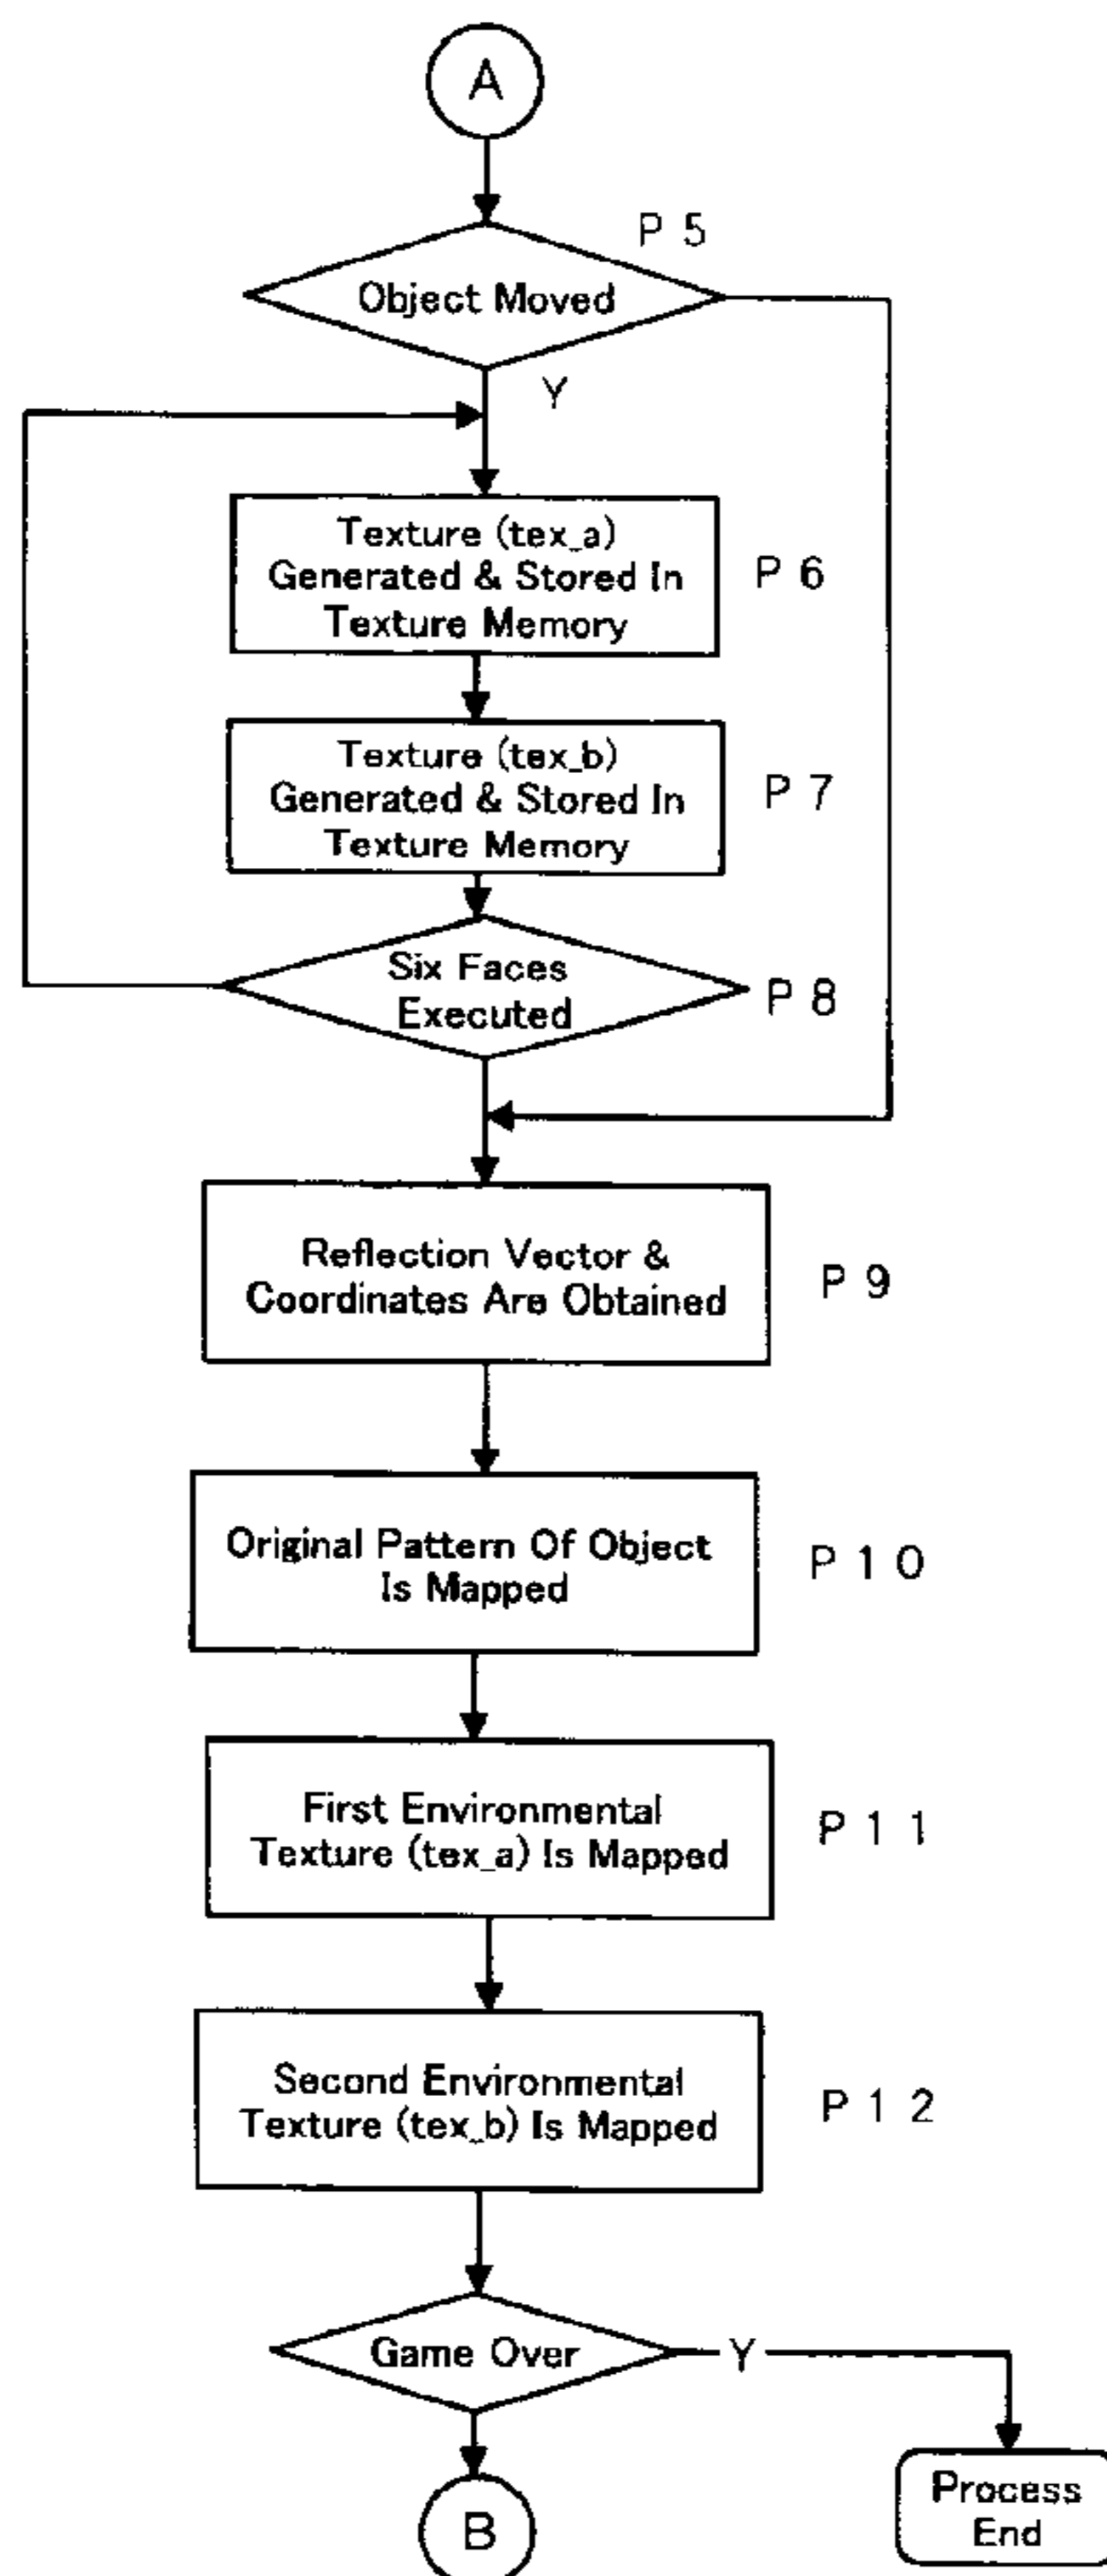 A
P 5
Object Moved
Y
Texture (tex_a)
Generated & Stored In
Texture Memory
P 6
Texture (tex_b)
Generated & Stored In
Texture Memory
P 7
Six Faces
Executed
P 8
Reflection Vector &
Coordinates Are Obtained
P 9
Original Pattern Of Object
Is Mapped
P 1 0
First Environmental
Texture (tex_a) Is Mapped
P 1 1
Second Environmental
Texture (tex_b) Is Mapped
P 1 2
Game Over
Y
Process
End
B